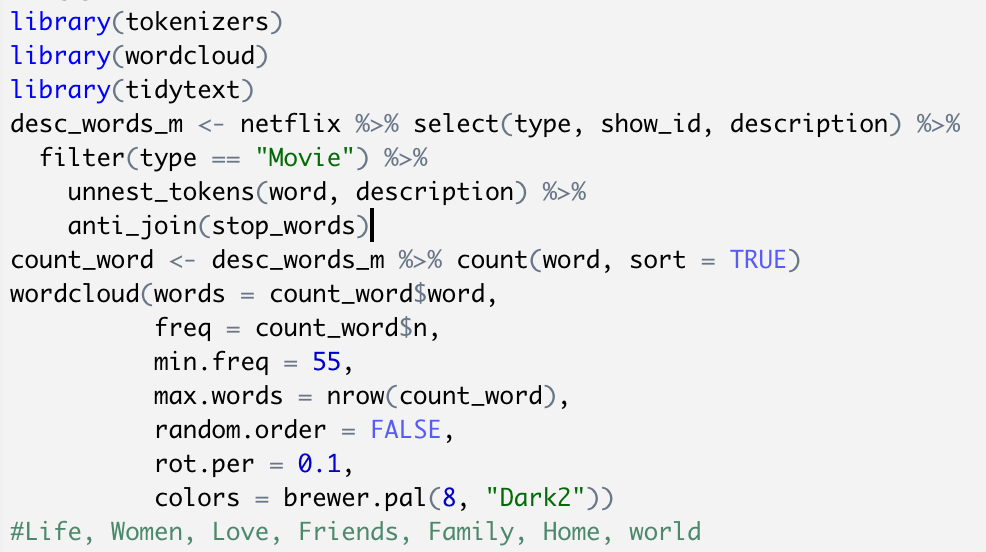 library(tokenizers)
library(wordcloud)
library(tidytext)
desc_words_m <- netflix %>% select(type, show_id, description) %>%
  filter(type == "Movie") %>%
    unnest_tokens(word, description) %>%
    anti_join(stop_words)
count_word <- desc_words_m %>% count(word, sort = TRUE)
wordcloud(words = count_word$word,
          freq = count_word$n,
          min.freq = 55,
          max.words = nrow(count_word),
          random.order = FALSE,
          rot.per = 0.1,
          colors = brewer.pal(8, "Dark2"))
#Life, Women, Love, Friends, Family, Home, world